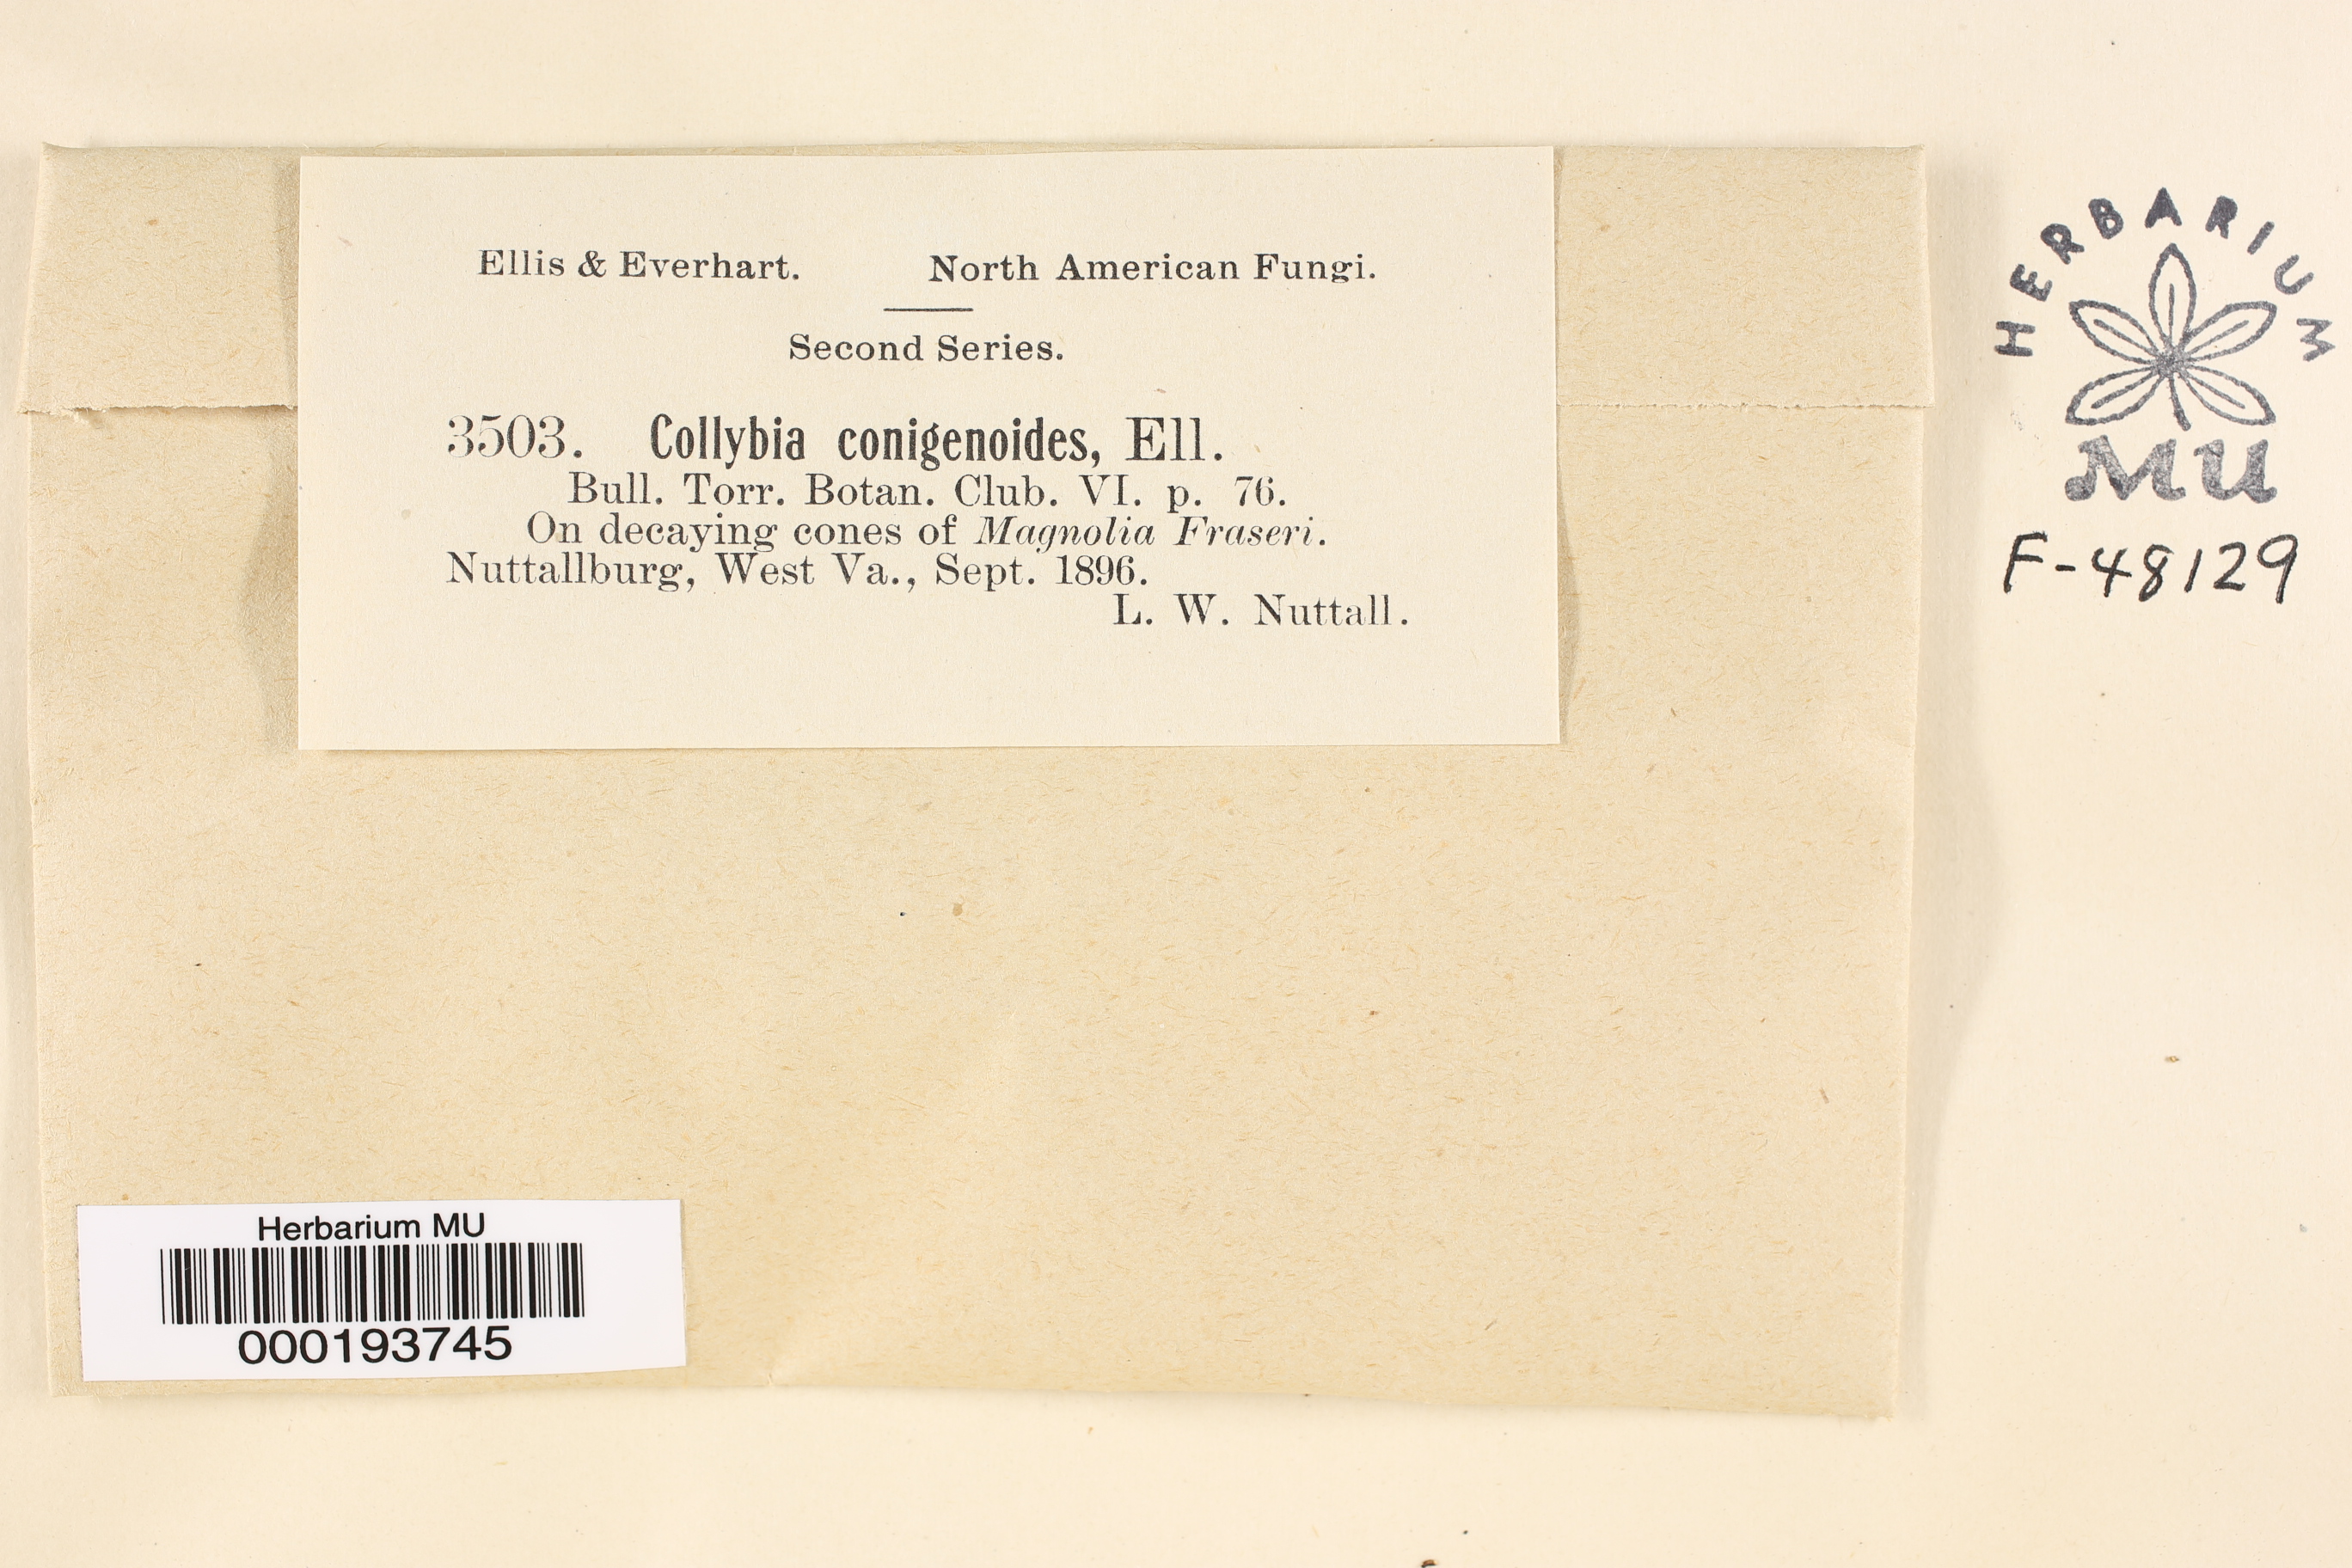 Ellis & Everhart. North American Fungi.
Second Series.
3503. Collybia conigenoides, Ell.
Bull. Torr. Botan. Club. VI. p. 76.
On decaying cones of Magnolia Fraseri.
Nuttallburg, West Va., Sept. 1896.
L. W. Nuttall.
HERBARIUM
MU
F-48129
Herbarium MU
000193745